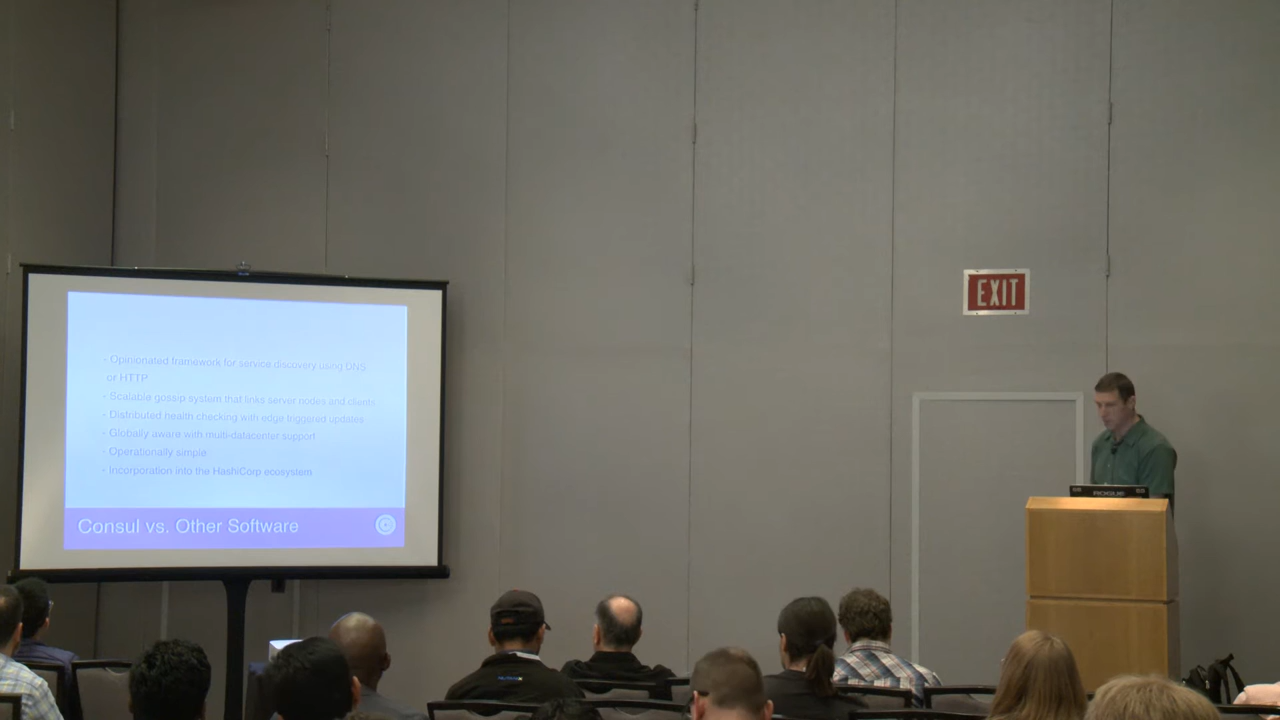 - Opinionated framework for service discovery using DNS
or HTTP
- Scalable gossip system that links server nodes and clients
- Distributed health checking with edge triggered updates
- Globally aware with multi-datacenter support
- Operationally simple
- Incorporation into the HashiCorp ecosystem
Consul vs. Other Software
EXIT
ROGUE